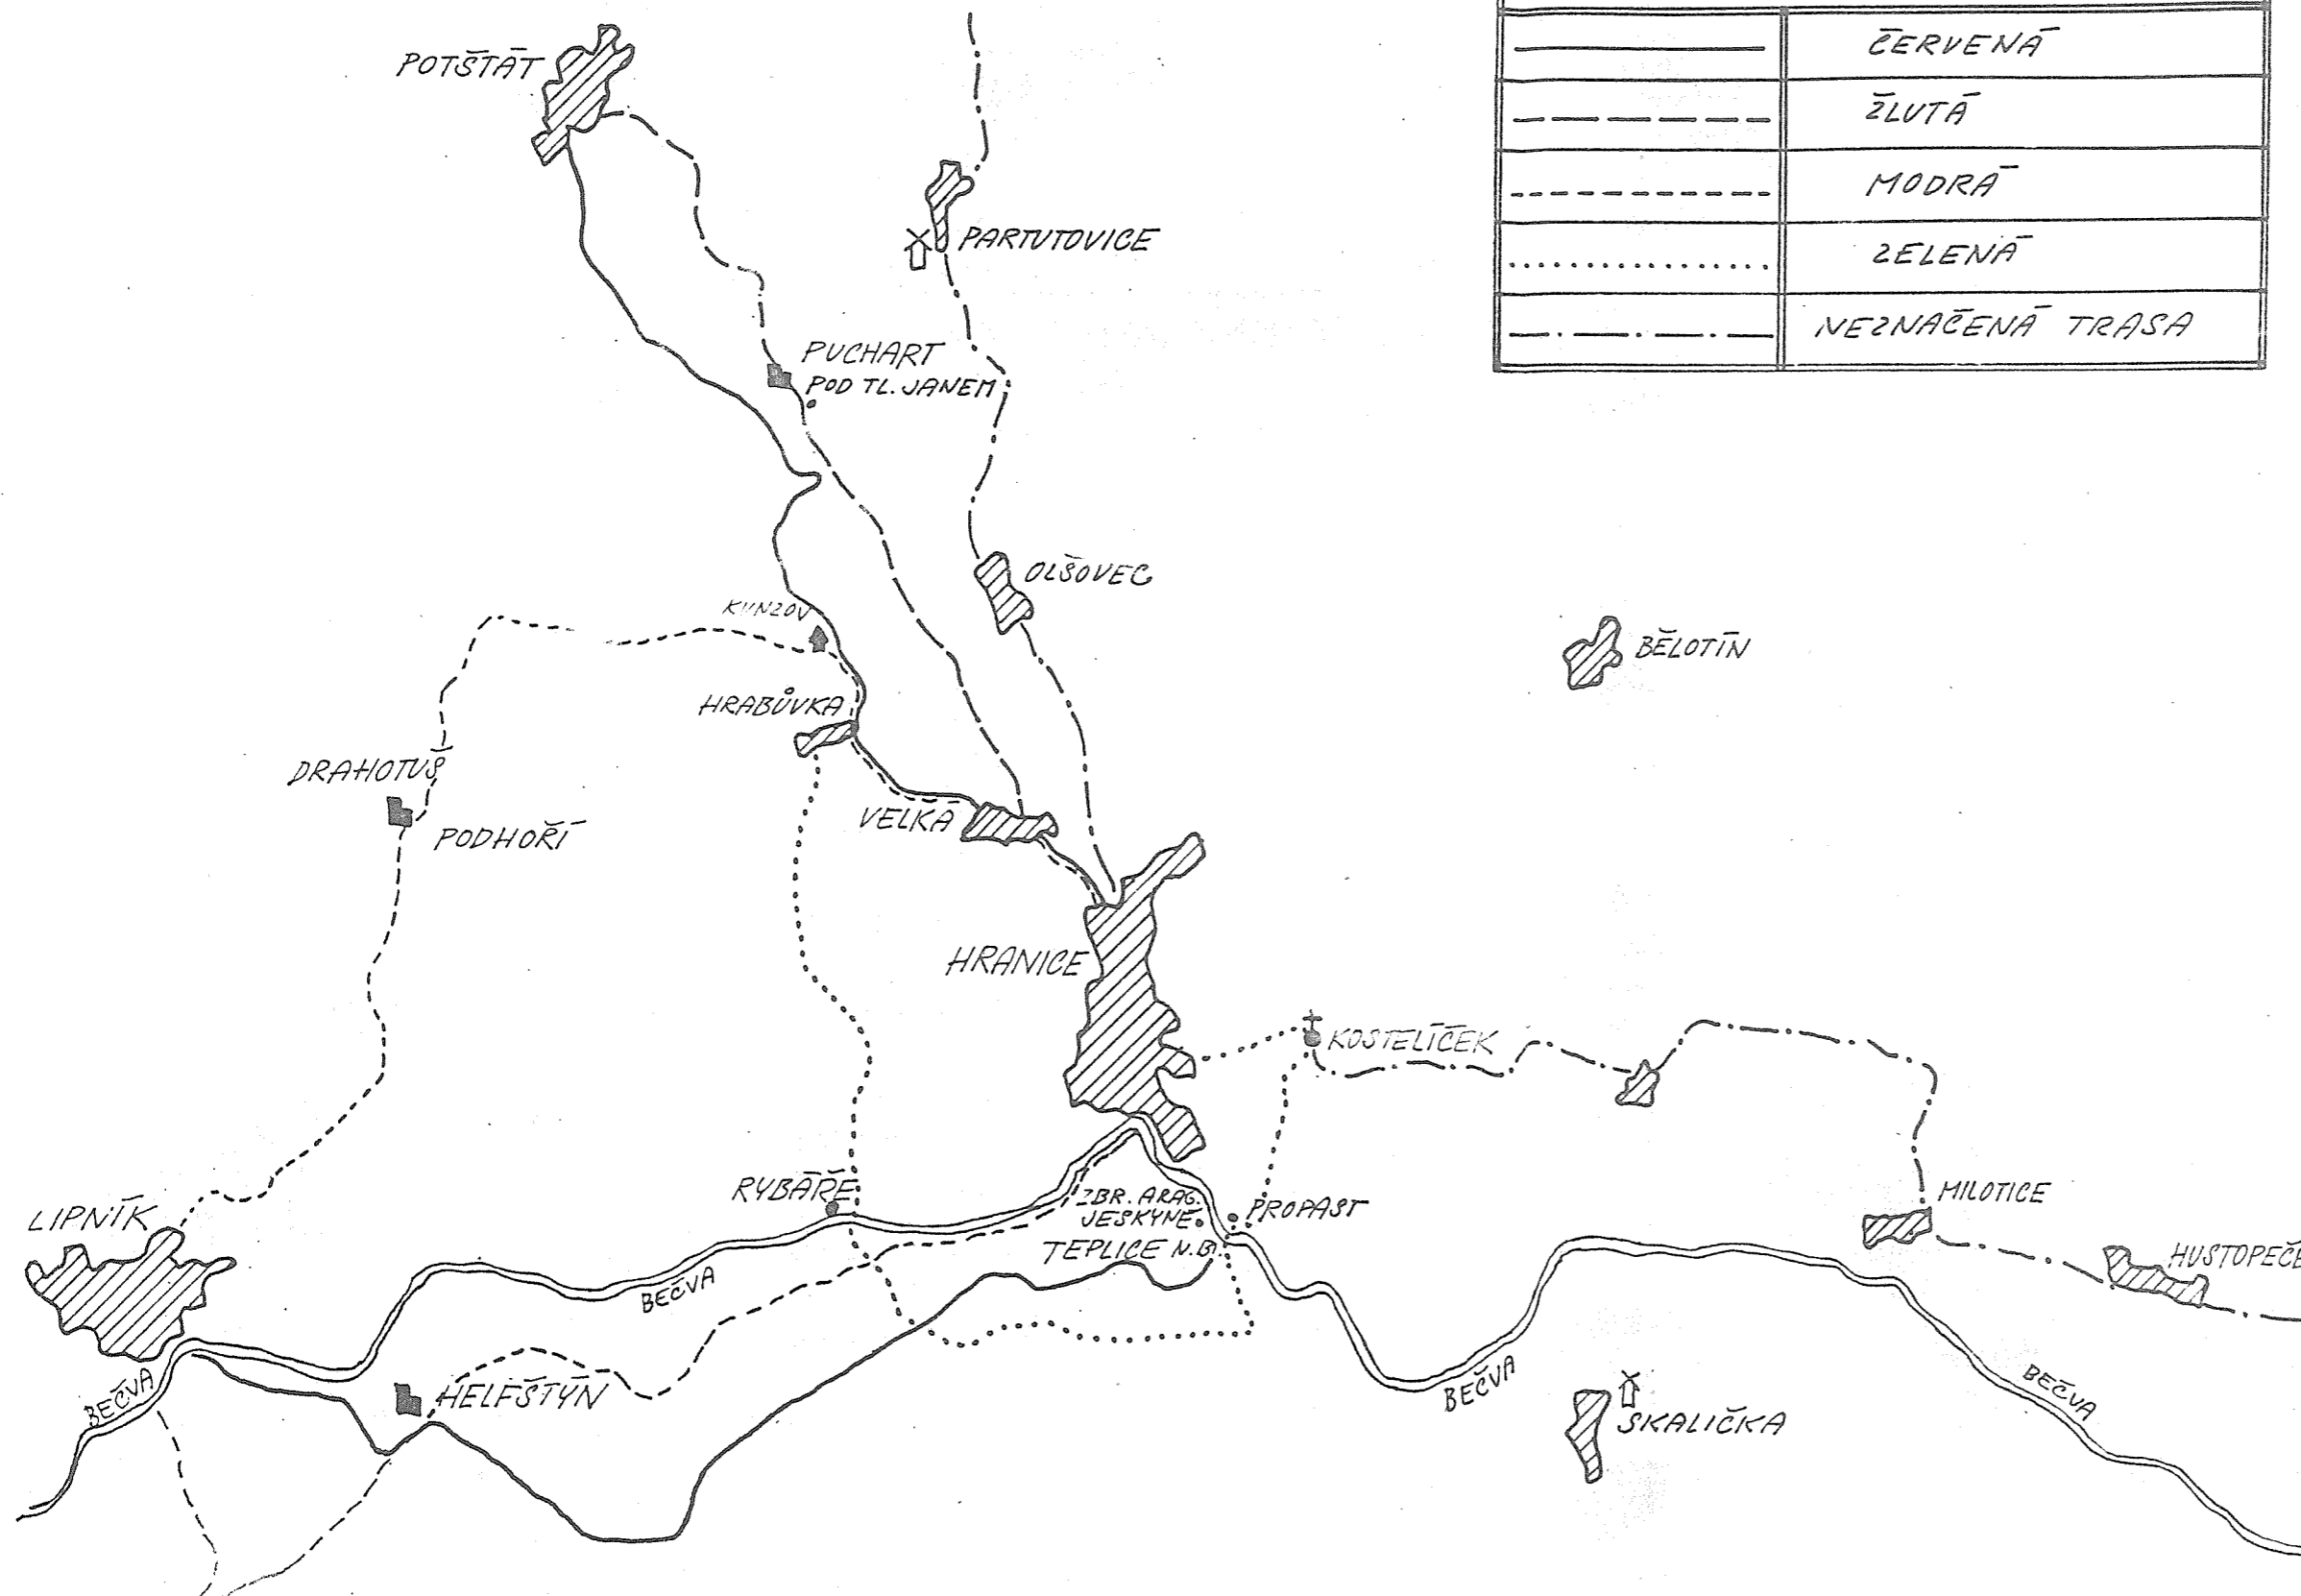 POTŠTÁT
ČERVENÁ
ŽLUTÁ
MODRÁ
ZELENÁ
NEZNAČENÁ TRASA
PARTUTOVICE
PUCHART
POD TL. JANEM
OLŠOVEC
KUNZOV
BĚLOTÍN
HRABŮVKA
DRAHOTUŠ
PODHOŘÍ
VELKÁ
HRANICE
KOSTELÍČEK
RYBÁŘE
ZBR. ARAG.
JESKYNĚ
PROPAST
TEPLICE N.B.
MILOTICE
HUSTOPEČE
LIPNÍK
BEČVA
BEČVA
HELFŠTÝN
BEČVA
BEČVA
SKALIČKA